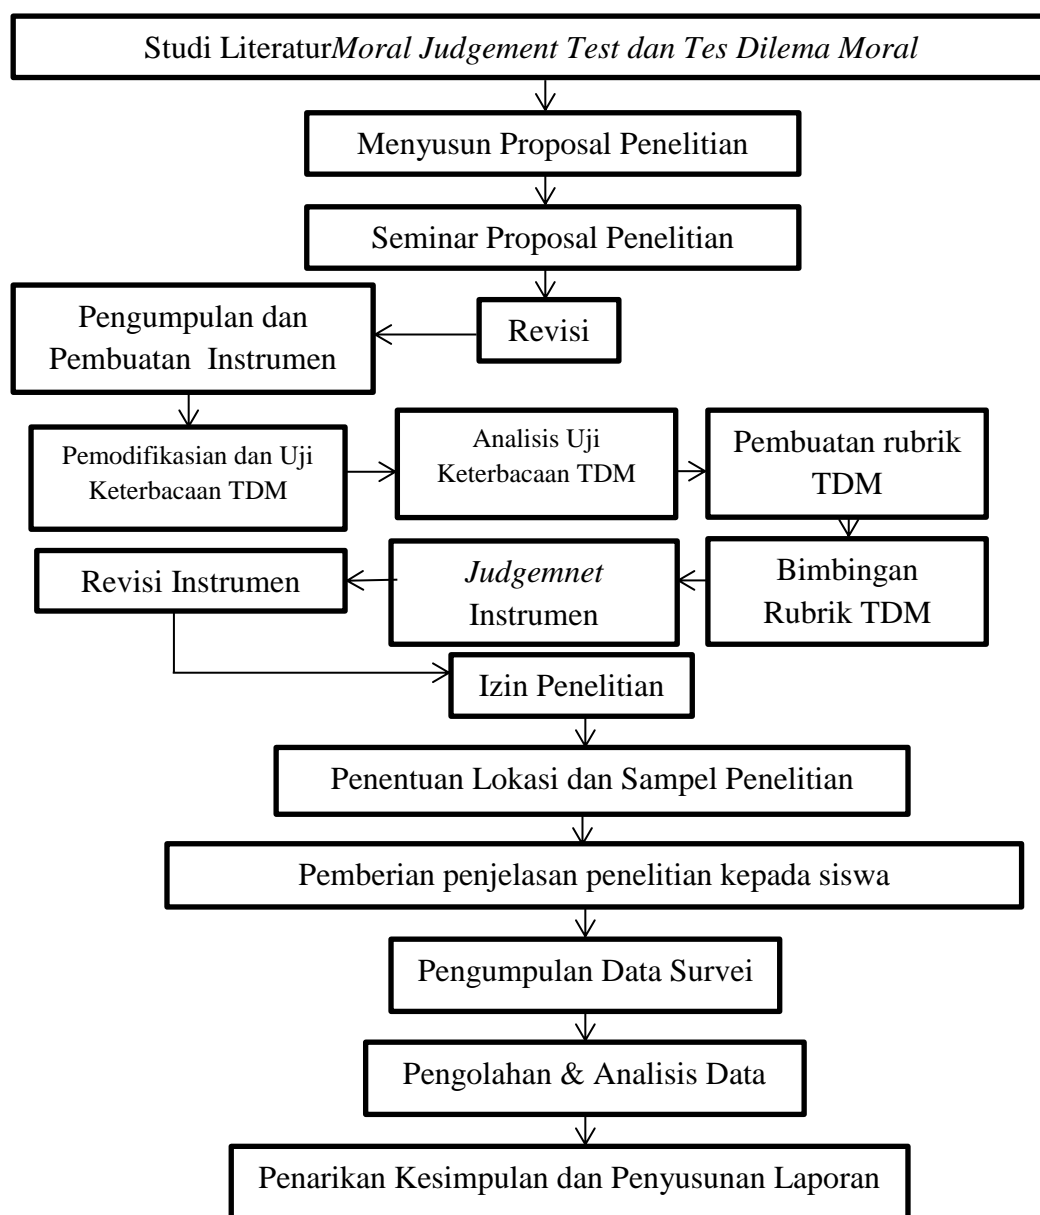 Studi LiteraturMoral Judgement Test dan Tes Dilema Moral
Menyusun Proposal Penelitian
Seminar Proposal Penelitian
Revisi
Pengumpulan dan
Pembuatan Instrumen
Pemodifikasian dan Uji
Keterbacaan TDM
Analisis Uji
Keterbacaan TDM
Pembuatan rubrik
TDM
Bimbingan
Rubrik TDM
Judgemnet
Instrumen
Revisi Instrumen
Izin Penelitian
Penentuan Lokasi dan Sampel Penelitian
Pemberian penjelasan penelitian kepada siswa
Pengumpulan Data Survei
Pengolahan & Analisis Data
Penarikan Kesimpulan dan Penyusunan Laporan